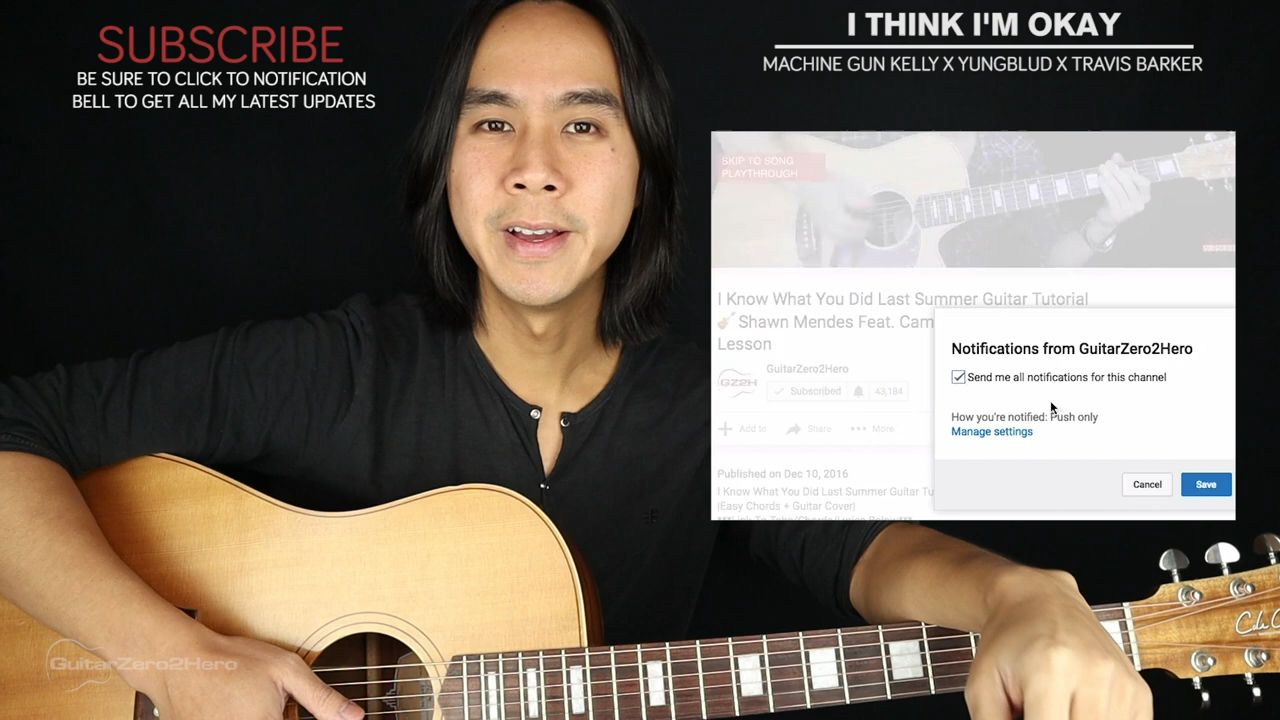 SUBSCRIBE
BE SURE TO CLICK TO NOTIFICATION
BELL TO GET ALL MY LATEST UPDATES
I THINK I'M OKAY
MACHINE GUN KELLY X YUNGBLUD X TRAVIS BARKER
SKIP TO SONG
PLAYTHROUGH
SUBSCRIBE
I Know What You Did Last Summer Guitar Tutorial
Shawn Mendes Feat. Cam
Lesson
GZ2H
GuitarZero2Hero
Subscribed 43,184
Add to Share More
Published on Dec 10, 2016
I Know What You Did Last Summer Guitar Tu
|Easy Chords + Guitar Cover|
Notifications from GuitarZero2Hero
Send me all notifications for this channel
How you're notified: Push only
Manage settings
Cancel Save
GuitarZero2Hero